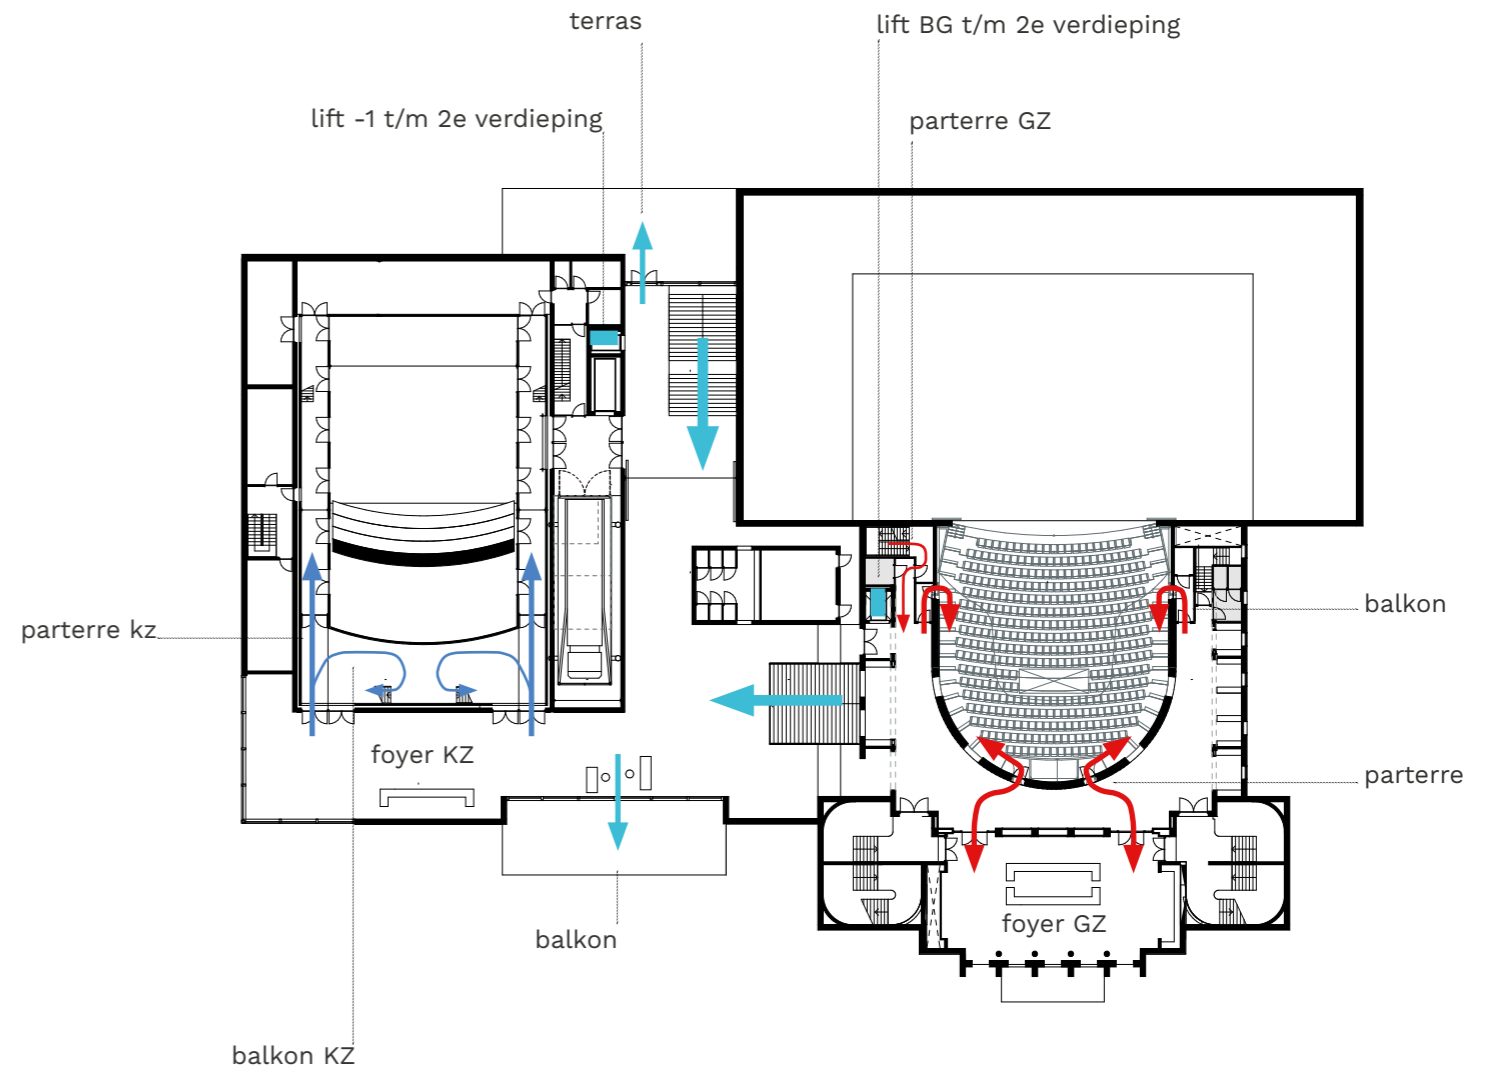 terras
lift BG t/m 2e verdieping
lift -1 t/m 2e verdieping
parterre GZ
balkon
parterre kz
foyer KZ
parterre
foyer GZ
balkon
balkon KZ